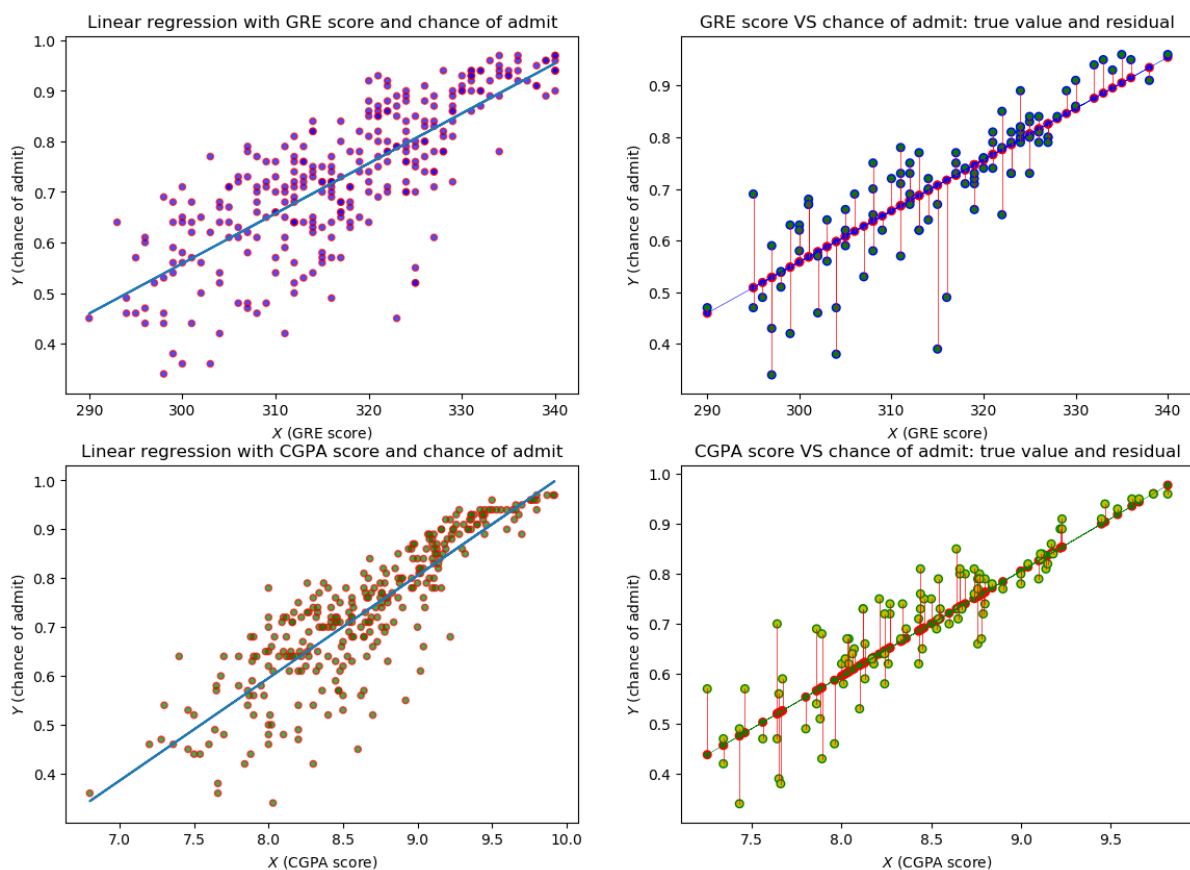 Linear regression with GRE score and chance of admit
1.0
0.9
0.8
0.7
0.6
0.5
0.4
Y (chance of admit)
290 300 310 320 330 340
X (GRE score)
GRE score VS chance of admit: true value and residual
0.9
0.8
0.7
0.6
0.5
0.4
Y (chance of admit)
290 300 310 320 330 340
X (GRE score)
Linear regression with CGPA score and chance of admit
1.0
0.9
0.8
0.7
0.6
0.5
0.4
Y (chance of admit)
7.0 7.5 8.0 8.5 9.0 9.5 10.0
X (CGPA score)
CGPA score VS chance of admit: true value and residual
1.0
0.9
0.8
0.7
0.6
0.5
0.4
Y (chance of admit)
7.5 8.0 8.5 9.0 9.5
X (CGPA score)